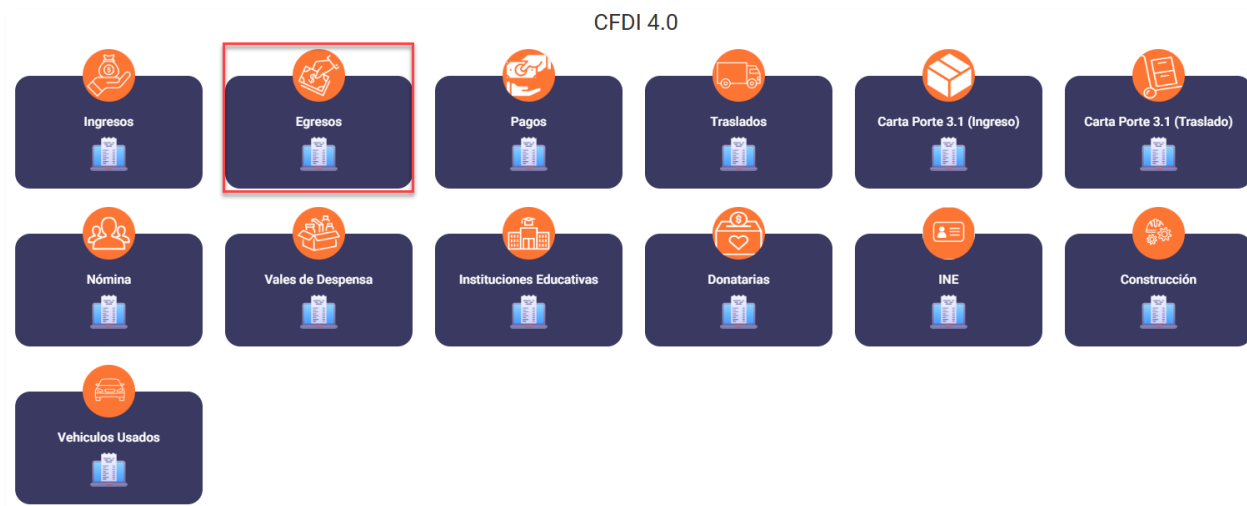 CFDI 4.0
Ingresos
Egresos
Pagos
Traslados
Carta Porte 3.1 (Ingreso)
Carta Porte 3.1 (Traslado)
Nómina
Vales de Despensa
Instituciones Educativas
Donatarias
INE
Construcción
Vehiculos Usados